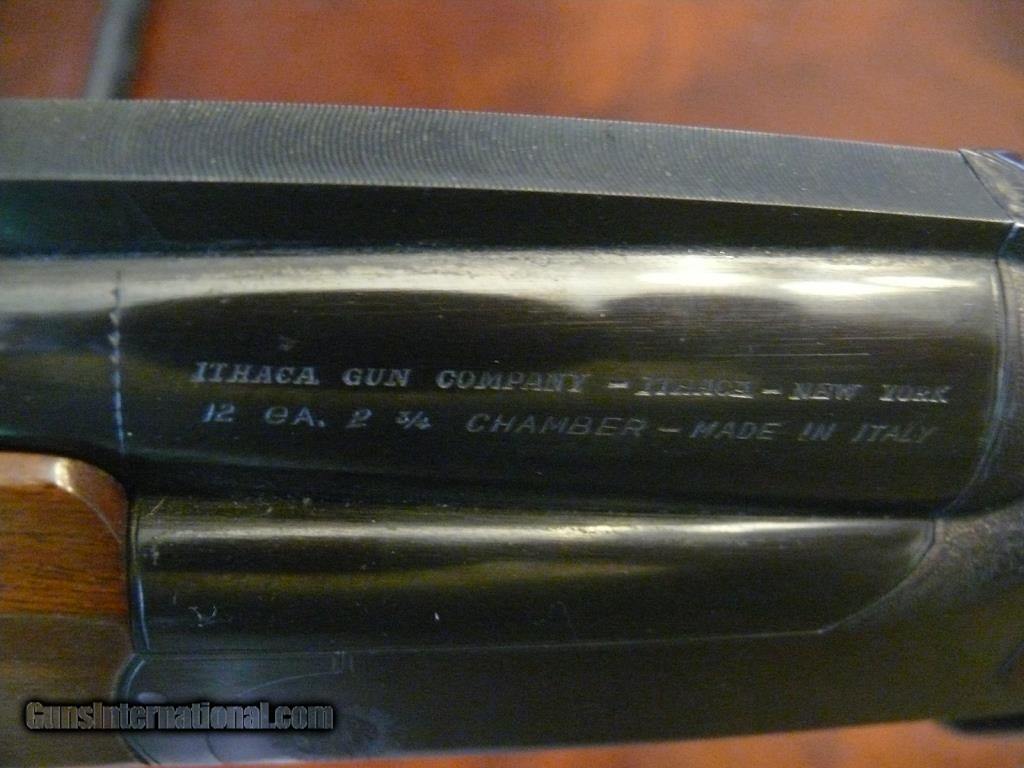 ITHACA GUN COMPANY - ITHACA - NEW YORK
12 GA. 2 3/4 CHAMBER - MADE IN ITALY
GunsInternational.com